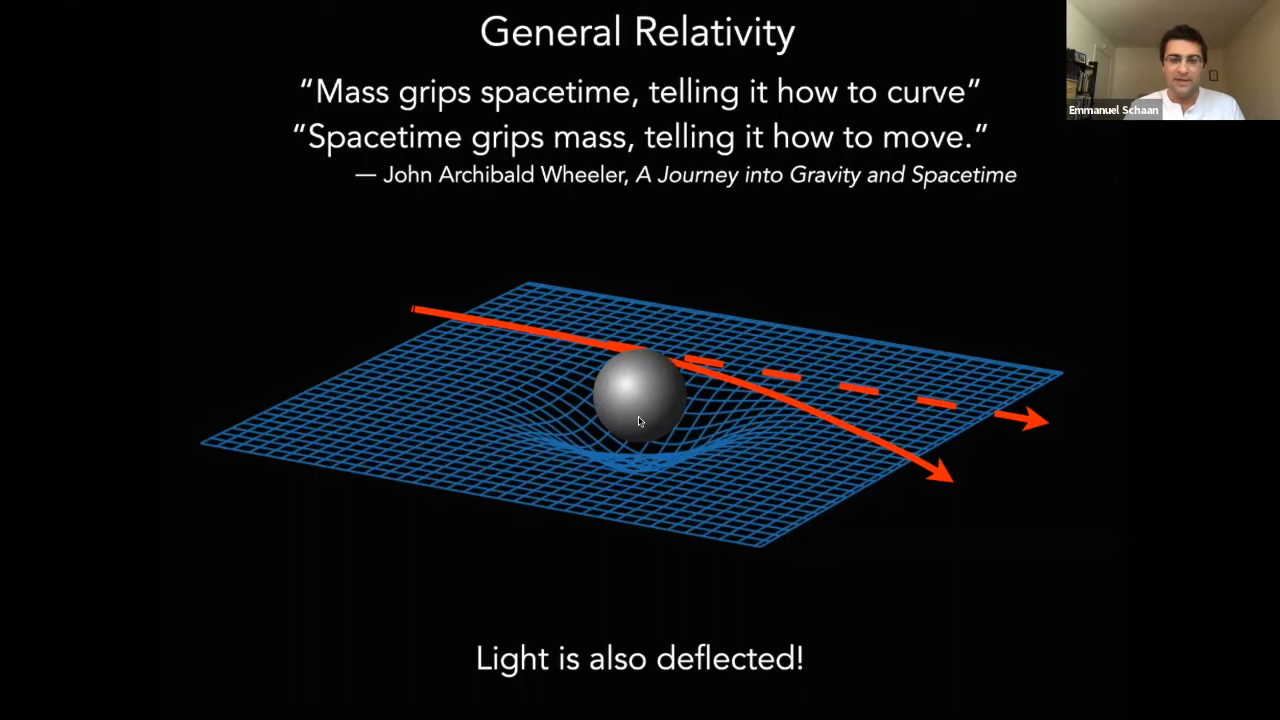 General Relativity
“Mass grips spacetime, telling it how to curve”
“Spacetime grips mass, telling it how to move.”
— John Archibald Wheeler, A Journey into Gravity and Spacetime
Emmanuel Schaan
Light is also deflected!